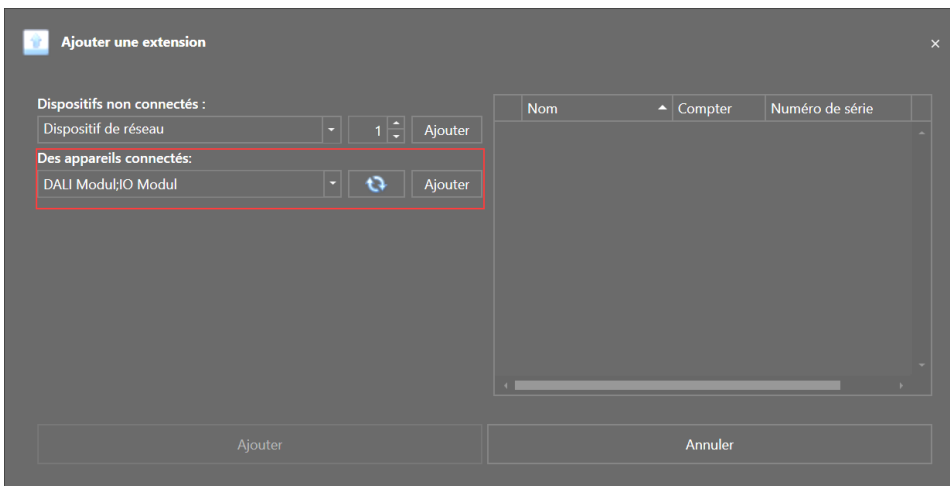 Ajouter une extension
Dispositifs non connectés :
Dispositif de réseau
1
Ajouter
Des appareils connectés:
DALI Modul;IO Modul
Ajouter
Nom
Compter
Numéro de série
Ajouter
Annuler